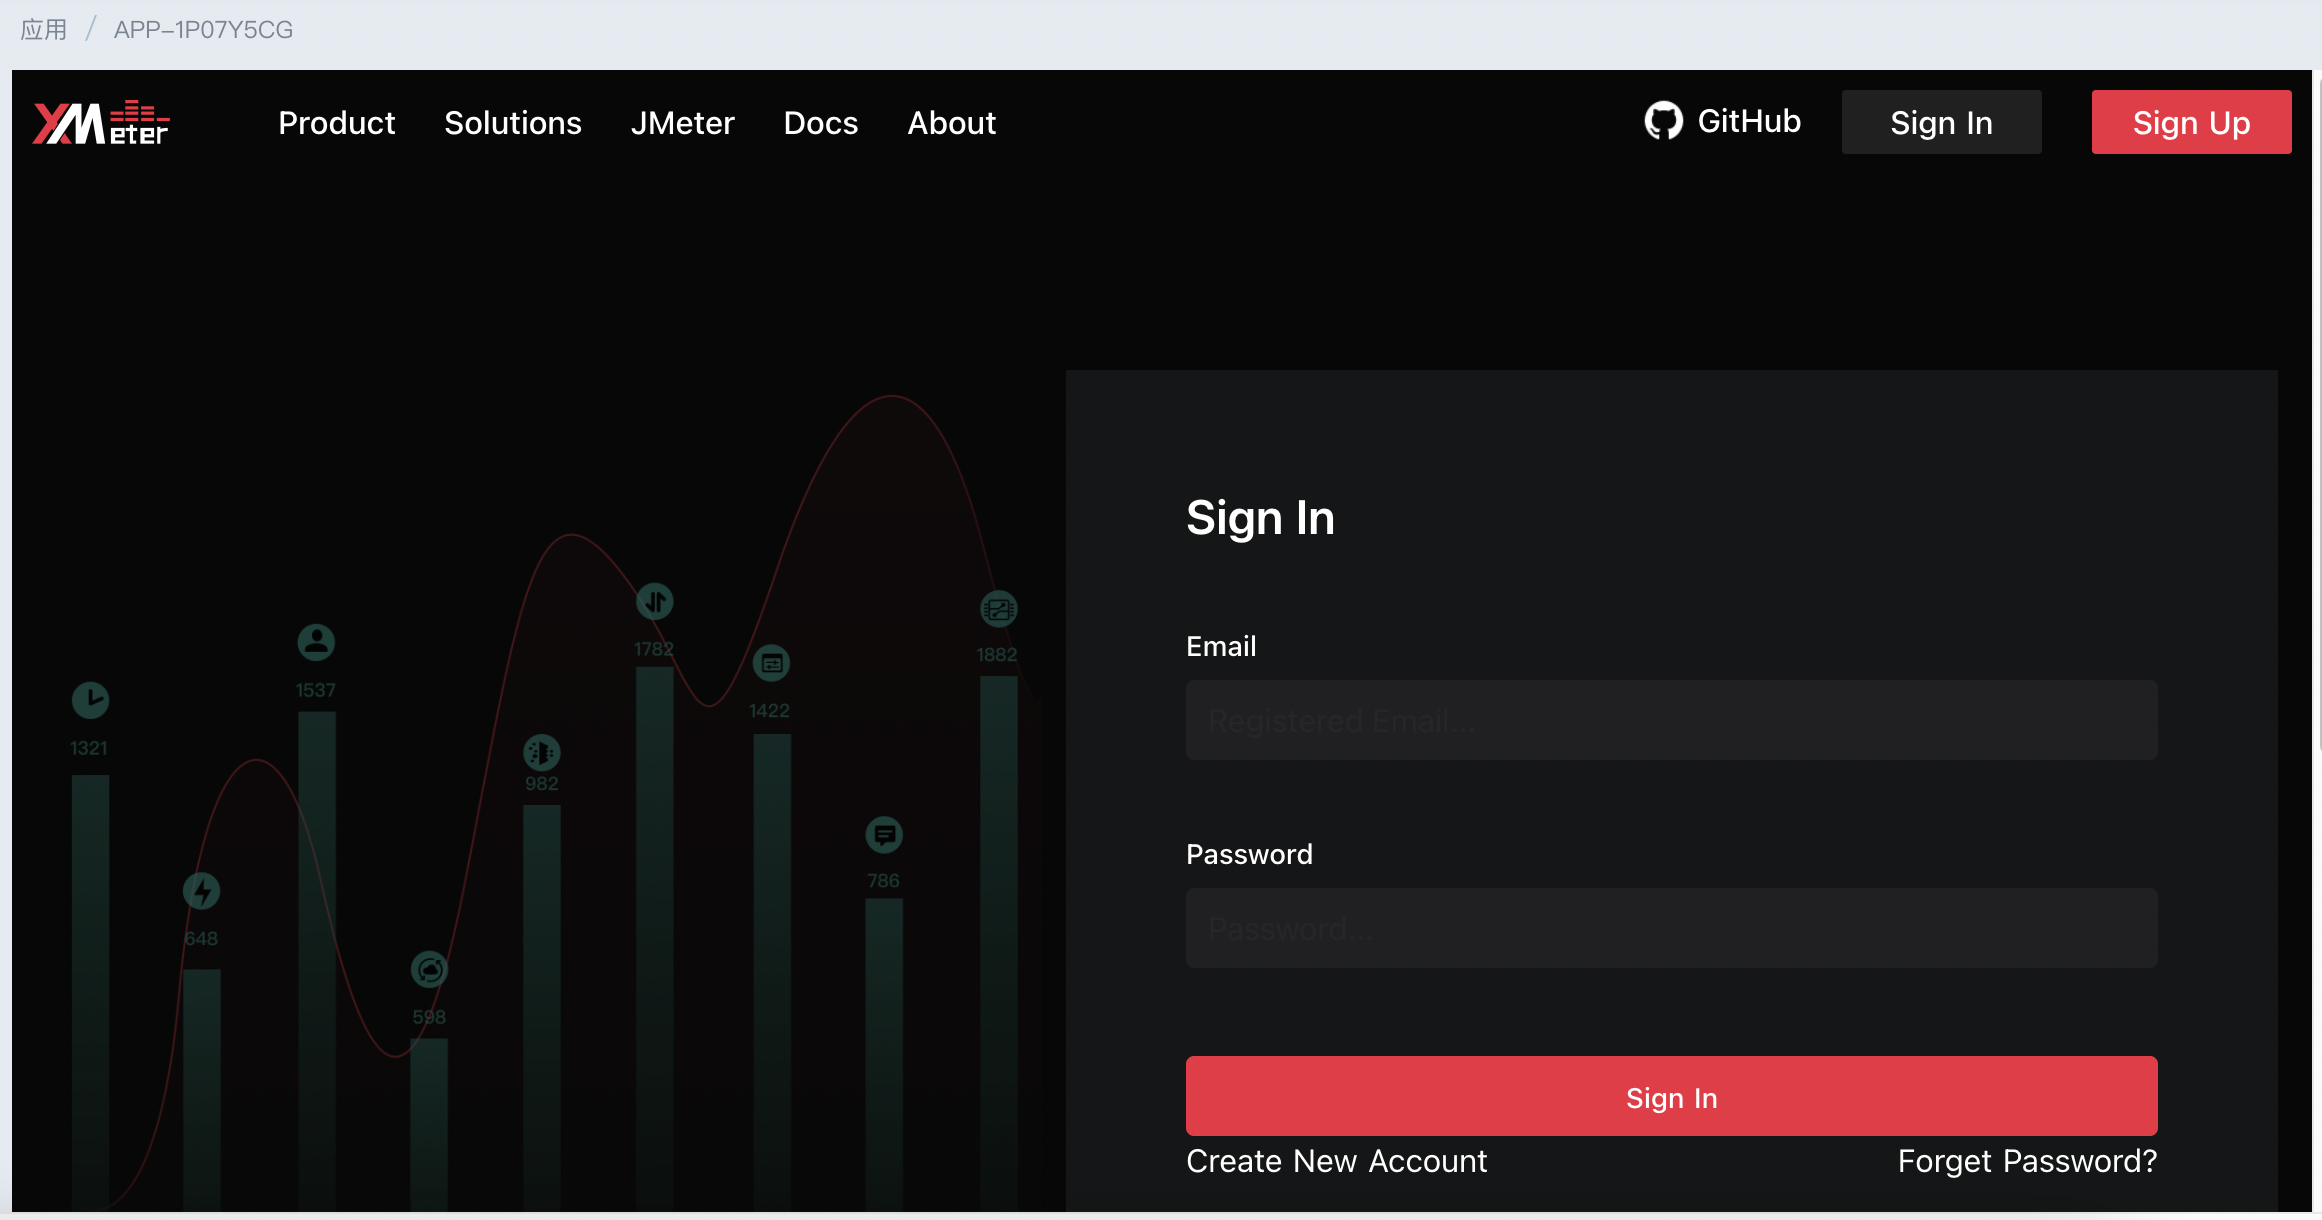 应用 / APP-1P07Y5CG
XMeter Product Solutions JMeter Docs About GitHub Sign In Sign Up
Sign In
Email
Registered Email...
Password
Password...
Sign In
Create New Account Forget Password?
1321
648
1537
598
982
1782
1422
786
1882